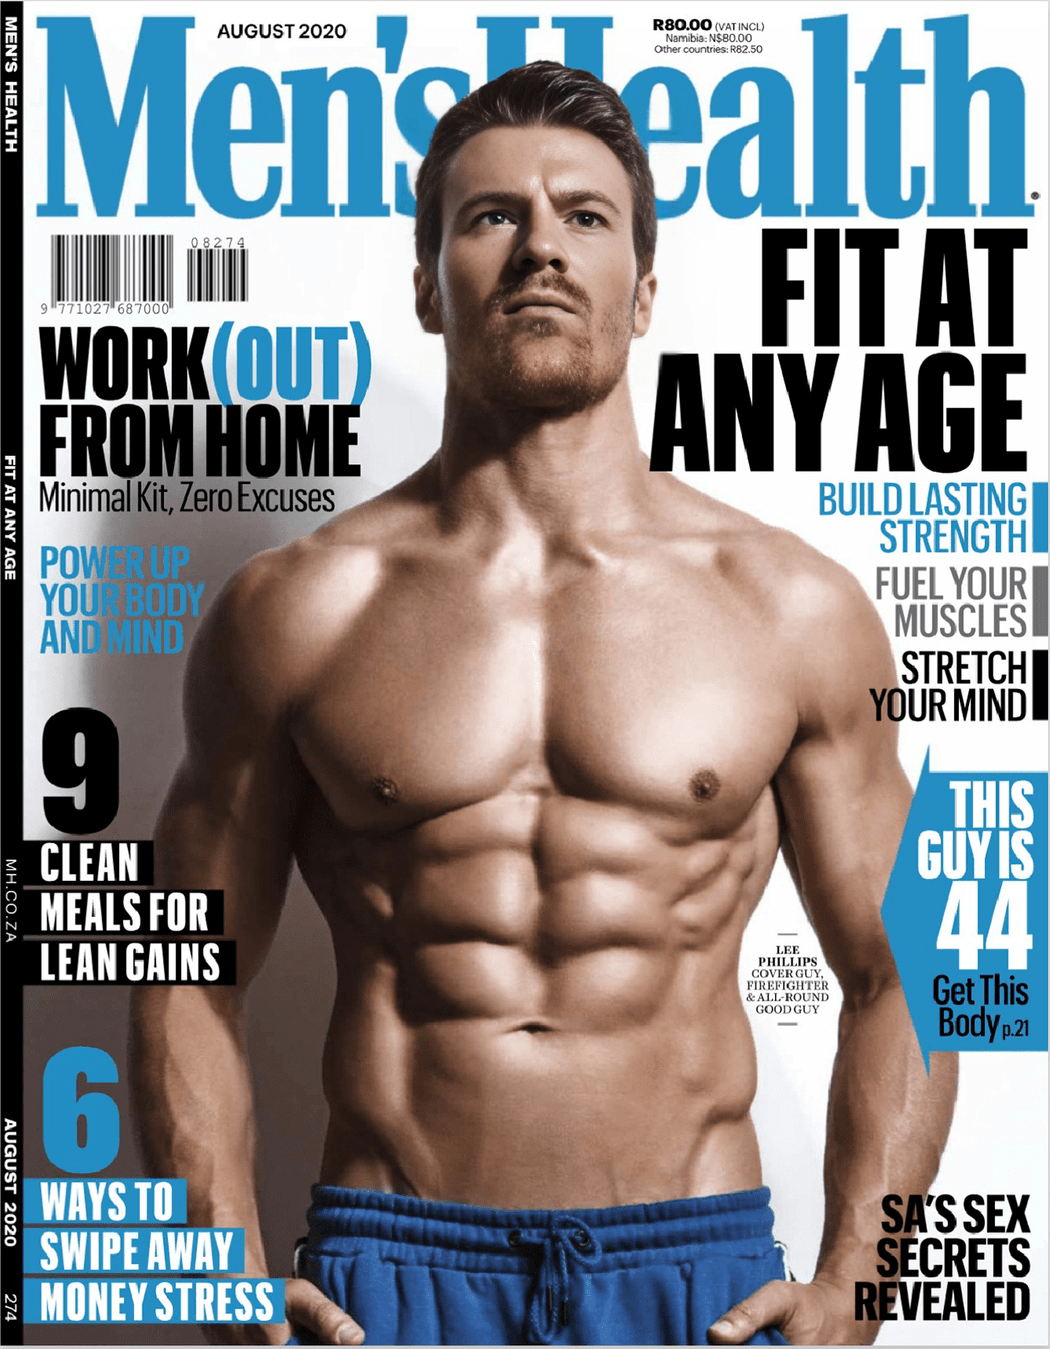 AUGUST 2020
R80.00 (VAT INCL)
Namibia: N$80.00
Other countries: R82.50
Men's Health
®
08274
9 771027 687000
FIT AT
ANY AGE
BUILD LASTING
STRENGTH
FUEL YOUR
MUSCLES
STRETCH
YOUR MIND
WORK(OUT)
FROM HOME
Minimal Kit, Zero Excuses
POWER UP
YOUR BODY
AND MIND
9
CLEAN
MEALS FOR
LEAN GAINS
THIS
GUY IS
44
Get This
Body p.21
LEE
PHILLIPS
COVER GUY,
FIREFIGHTER
& ALL-ROUND
GOOD GUY
6
WAYS TO
SWIPE AWAY
MONEY STRESS
SA'S SEX
SECRETS
REVEALED
MEN'S HEALTH
FIT AT ANY AGE
MH.CO.ZA
AUGUST 2020
274